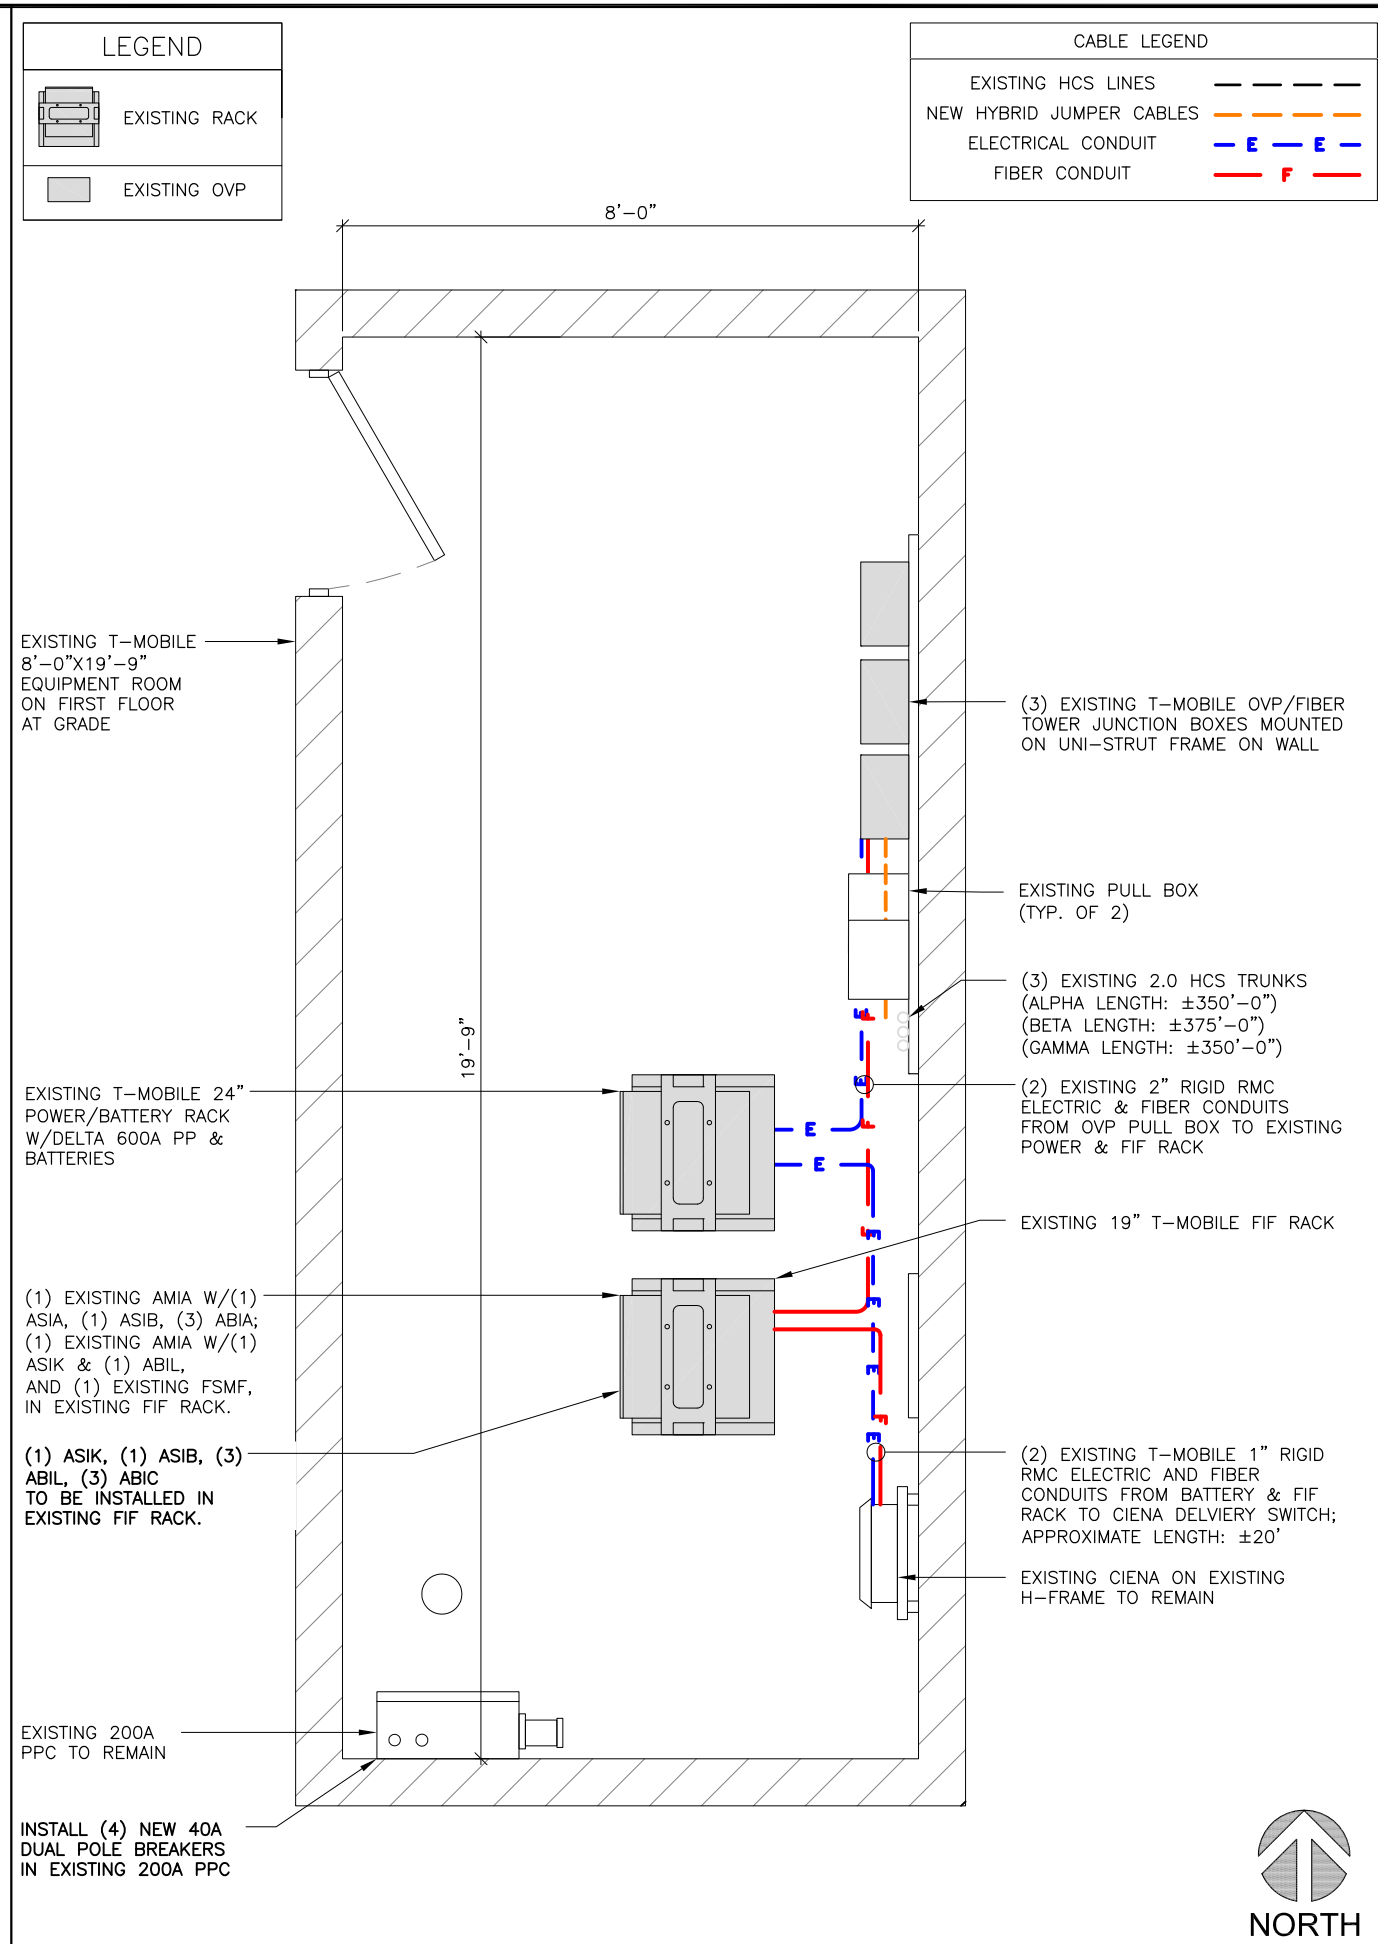 LEGEND
EXISTING RACK
EXISTING OVP
CABLE LEGEND
EXISTING HCS LINES
NEW HYBRID JUMPER CABLES
ELECTRICAL CONDUIT
E E
FIBER CONDUIT
F
8'-0"
19'-9"
EXISTING T-MOBILE
8'-0"X19'-9"
EQUIPMENT ROOM
ON FIRST FLOOR
AT GRADE
(3) EXISTING T-MOBILE OVP/FIBER
TOWER JUNCTION BOXES MOUNTED
ON UNI-STRUT FRAME ON WALL
EXISTING PULL BOX
(TYP. OF 2)
(3) EXISTING 2.0 HCS TRUNKS
(ALPHA LENGTH: ±350'-0")
(BETA LENGTH: ±375'-0")
(GAMMA LENGTH: ±350'-0")
EXISTING T-MOBILE 24"
POWER/BATTERY RACK
W/DELTA 600A PP &
BATTERIES
(2) EXISTING 2" RIGID RMC
ELECTRIC & FIBER CONDUITS
FROM OVP PULL BOX TO EXISTING
POWER & FIF RACK
E
F
E
F
E
E
F
E
E
E
F
E
EXISTING 19" T-MOBILE FIF RACK
(1) EXISTING AMIA W/(1)
ASIA, (1) ASIB, (3) ABIA;
(1) EXISTING AMIA W/(1)
ASIK & (1) ABIL,
AND (1) EXISTING FSMF,
IN EXISTING FIF RACK.
(1) ASIK, (1) ASIB, (3)
ABIL, (3) ABIC
TO BE INSTALLED IN
EXISTING FIF RACK.
(2) EXISTING T-MOBILE 1" RIGID
RMC ELECTRIC AND FIBER
CONDUITS FROM BATTERY & FIF
RACK TO CIENA DELVIERY SWITCH;
APPROXIMATE LENGTH: ±20'
EXISTING CIENA ON EXISTING
H-FRAME TO REMAIN
EXISTING 200A
PPC TO REMAIN
INSTALL (4) NEW 40A
DUAL POLE BREAKERS
IN EXISTING 200A PPC
NORTH